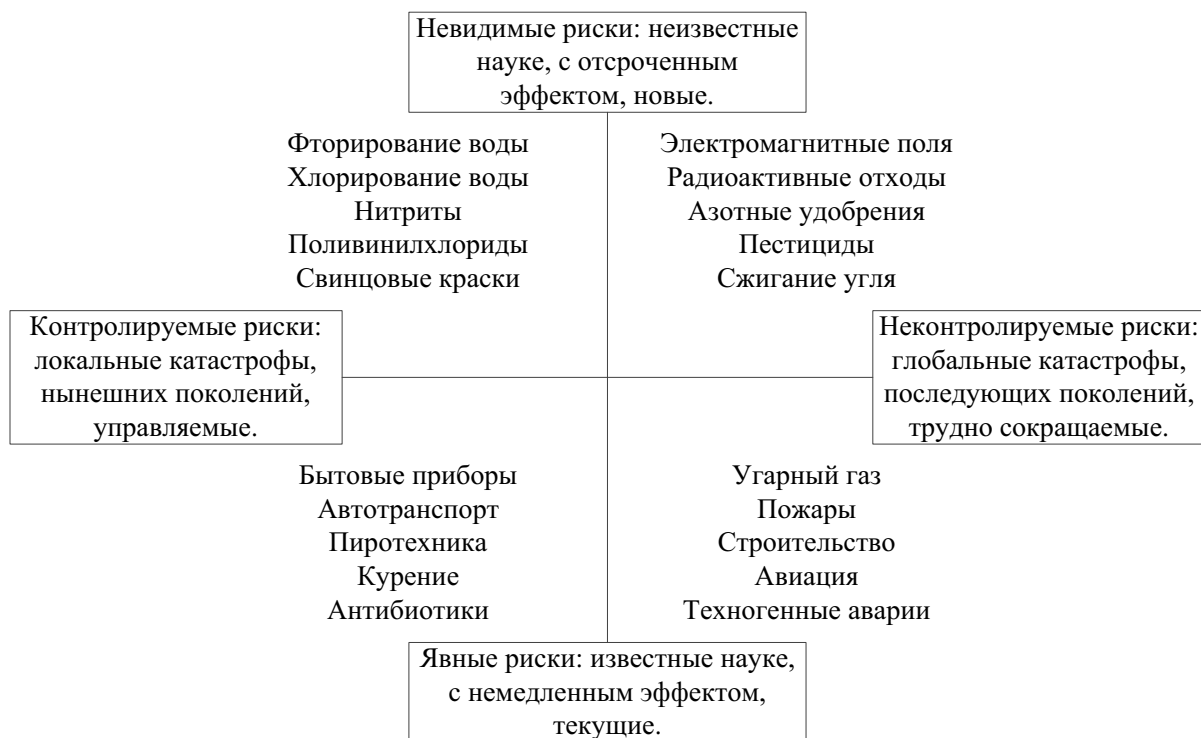 Невидимые риски: неизвестные
науке, с отсроченным
эффектом, новые.
Фторирование воды
Хлорирование воды
Нитриты
Поливинилхлориды
Свинцовые краски
Электромагнитные поля
Радиоактивные отходы
Азотные удобрения
Пестициды
Сжигание угля
Контролируемые риски:
локальные катастрофы,
нынешних поколений,
управляемые.
Неконтролируемые риски:
глобальные катастрофы,
последующих поколений,
трудно сокращаемые.
Бытовые приборы
Автотранспорт
Пиротехника
Курение
Антибиотики
Угарный газ
Пожары
Строительство
Авиация
Техногенные аварии
Явные риски: известные науке,
с немедленным эффектом,
текущие.